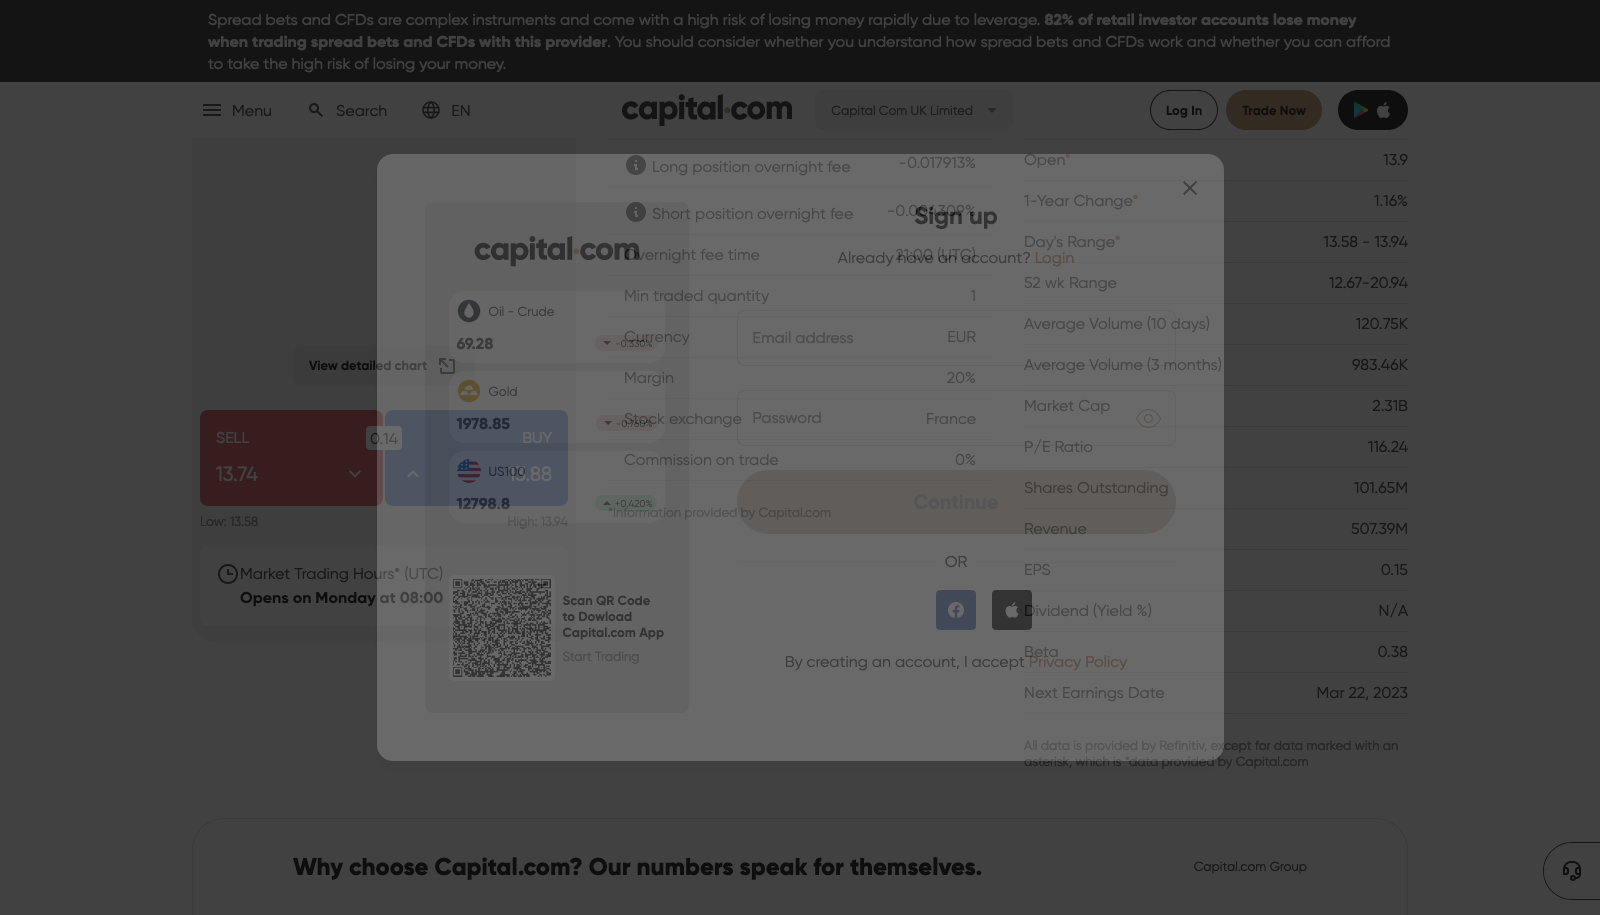 Spread bets and CFDs are complex instruments and come with a high risk of losing money rapidly due to leverage. 82% of retail investor accounts lose money
when trading spread bets and CFDs with this provider. You should consider whether you understand how spread bets and CFDs work and whether you can afford
to take the high risk of losing your money.
Menu
Search
EN
capital.com
Capital Com UK Limited
Log In
Trade Now
View detailed chart
SELL
13.74
0.14
BUY
13.88
Low: 13.58
High: 13.94
Market Trading Hours* (UTC)
Opens on Monday at 08:00
Long position overnight fee -0.017913%
Short position overnight fee
Overnight fee time 21:00 (UTC)
Min traded quantity 1
Currency EUR
Margin 20%
Stock exchange France
Commission on trade 0%
*Information provided by Capital.com
Open* 13.9
1-Year Change* 1.16%
Day's Range* 13.58 - 13.94
52 wk Range 12.67-20.94
Average Volume (10 days) 120.75K
Average Volume (3 months) 983.46K
Market Cap 2.31B
P/E Ratio 116.24
Shares Outstanding 101.65M
Revenue 507.39M
EPS 0.15
Dividend (Yield %) N/A
Beta 0.38
Next Earnings Date Mar 22, 2023
All data is provided by Refinitiv, except for data marked with an
asterisk, which is *data provided by Capital.com
capital.com
Oil - Crude
69.28
-0.330%
Gold
1978.85
US100
12798.8
+0.420%
Scan QR Code
to Dowload
Capital.com App
Start Trading
Sign up
Already have an account? Login
Email address
Password
Continue
OR
By creating an account, I accept Privacy Policy
Why choose Capital.com? Our numbers speak for themselves.
Capital.com Group